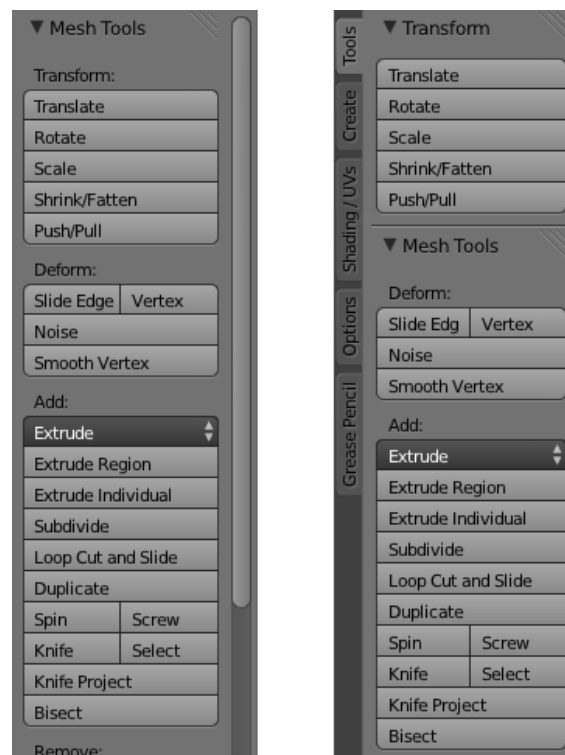 Mesh Tools
Transform:
Translate
Rotate
Scale
Shrink/Fatten
Push/Pull
Deform:
Slide Edge Vertex
Noise
Smooth Vertex
Add:
Extrude
Extrude Region
Extrude Individual
Subdivide
Loop Cut and Slide
Duplicate
Spin Screw
Knife Select
Knife Project
Bisect
Remove:
Tools
Create
Shading / UVs
Options
Grease Pencil
Transform
Translate
Rotate
Scale
Shrink/Fatten
Push/Pull
Mesh Tools
Deform:
Slide Edg Vertex
Noise
Smooth Vertex
Add:
Extrude
Extrude Region
Extrude Individual
Subdivide
Loop Cut and Slide
Duplicate
Spin Screw
Knife Select
Knife Project
Bisect